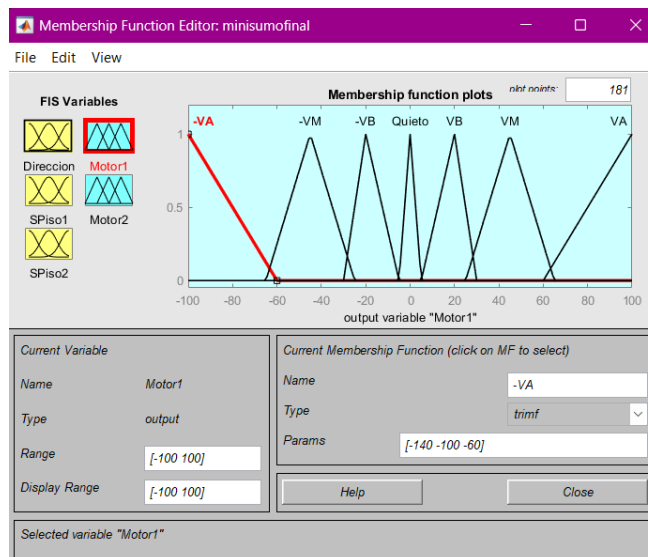 Membership Function Editor: minisumofinal
File Edit View
FIS Variables
Direccion Motor1
SPiso1 Motor2
SPiso2
Membership function plots plot points: 181
-VA -VM -VB Quieto VB VM VA
1
0.5
0
-100 -80 -60 -40 -20 0 20 40 60 80 100
output variable "Motor1"
Current Variable
Name Motor1
Type output
Range [-100 100]
Display Range [-100 100]
Current Membership Function (click on MF to select)
Name -VA
Type trimf
Params [-140 -100 -60]
Help Close
Selected variable "Motor1"